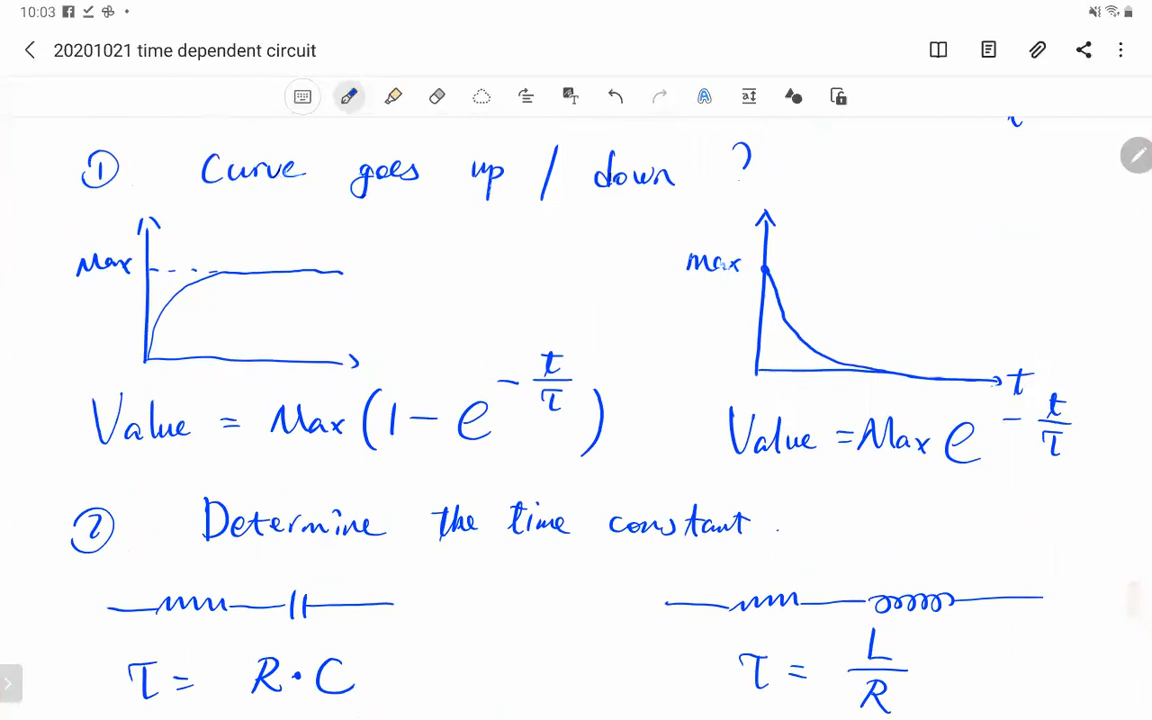 10:03
20201021 time dependent circuit
① Curve goes up / down ?
Max
max
t
Value = Max (1 - e^{-t/τ})
Value = Max e^{-t/τ}
② Determine the time constant.
τ = R · C
τ = L/R